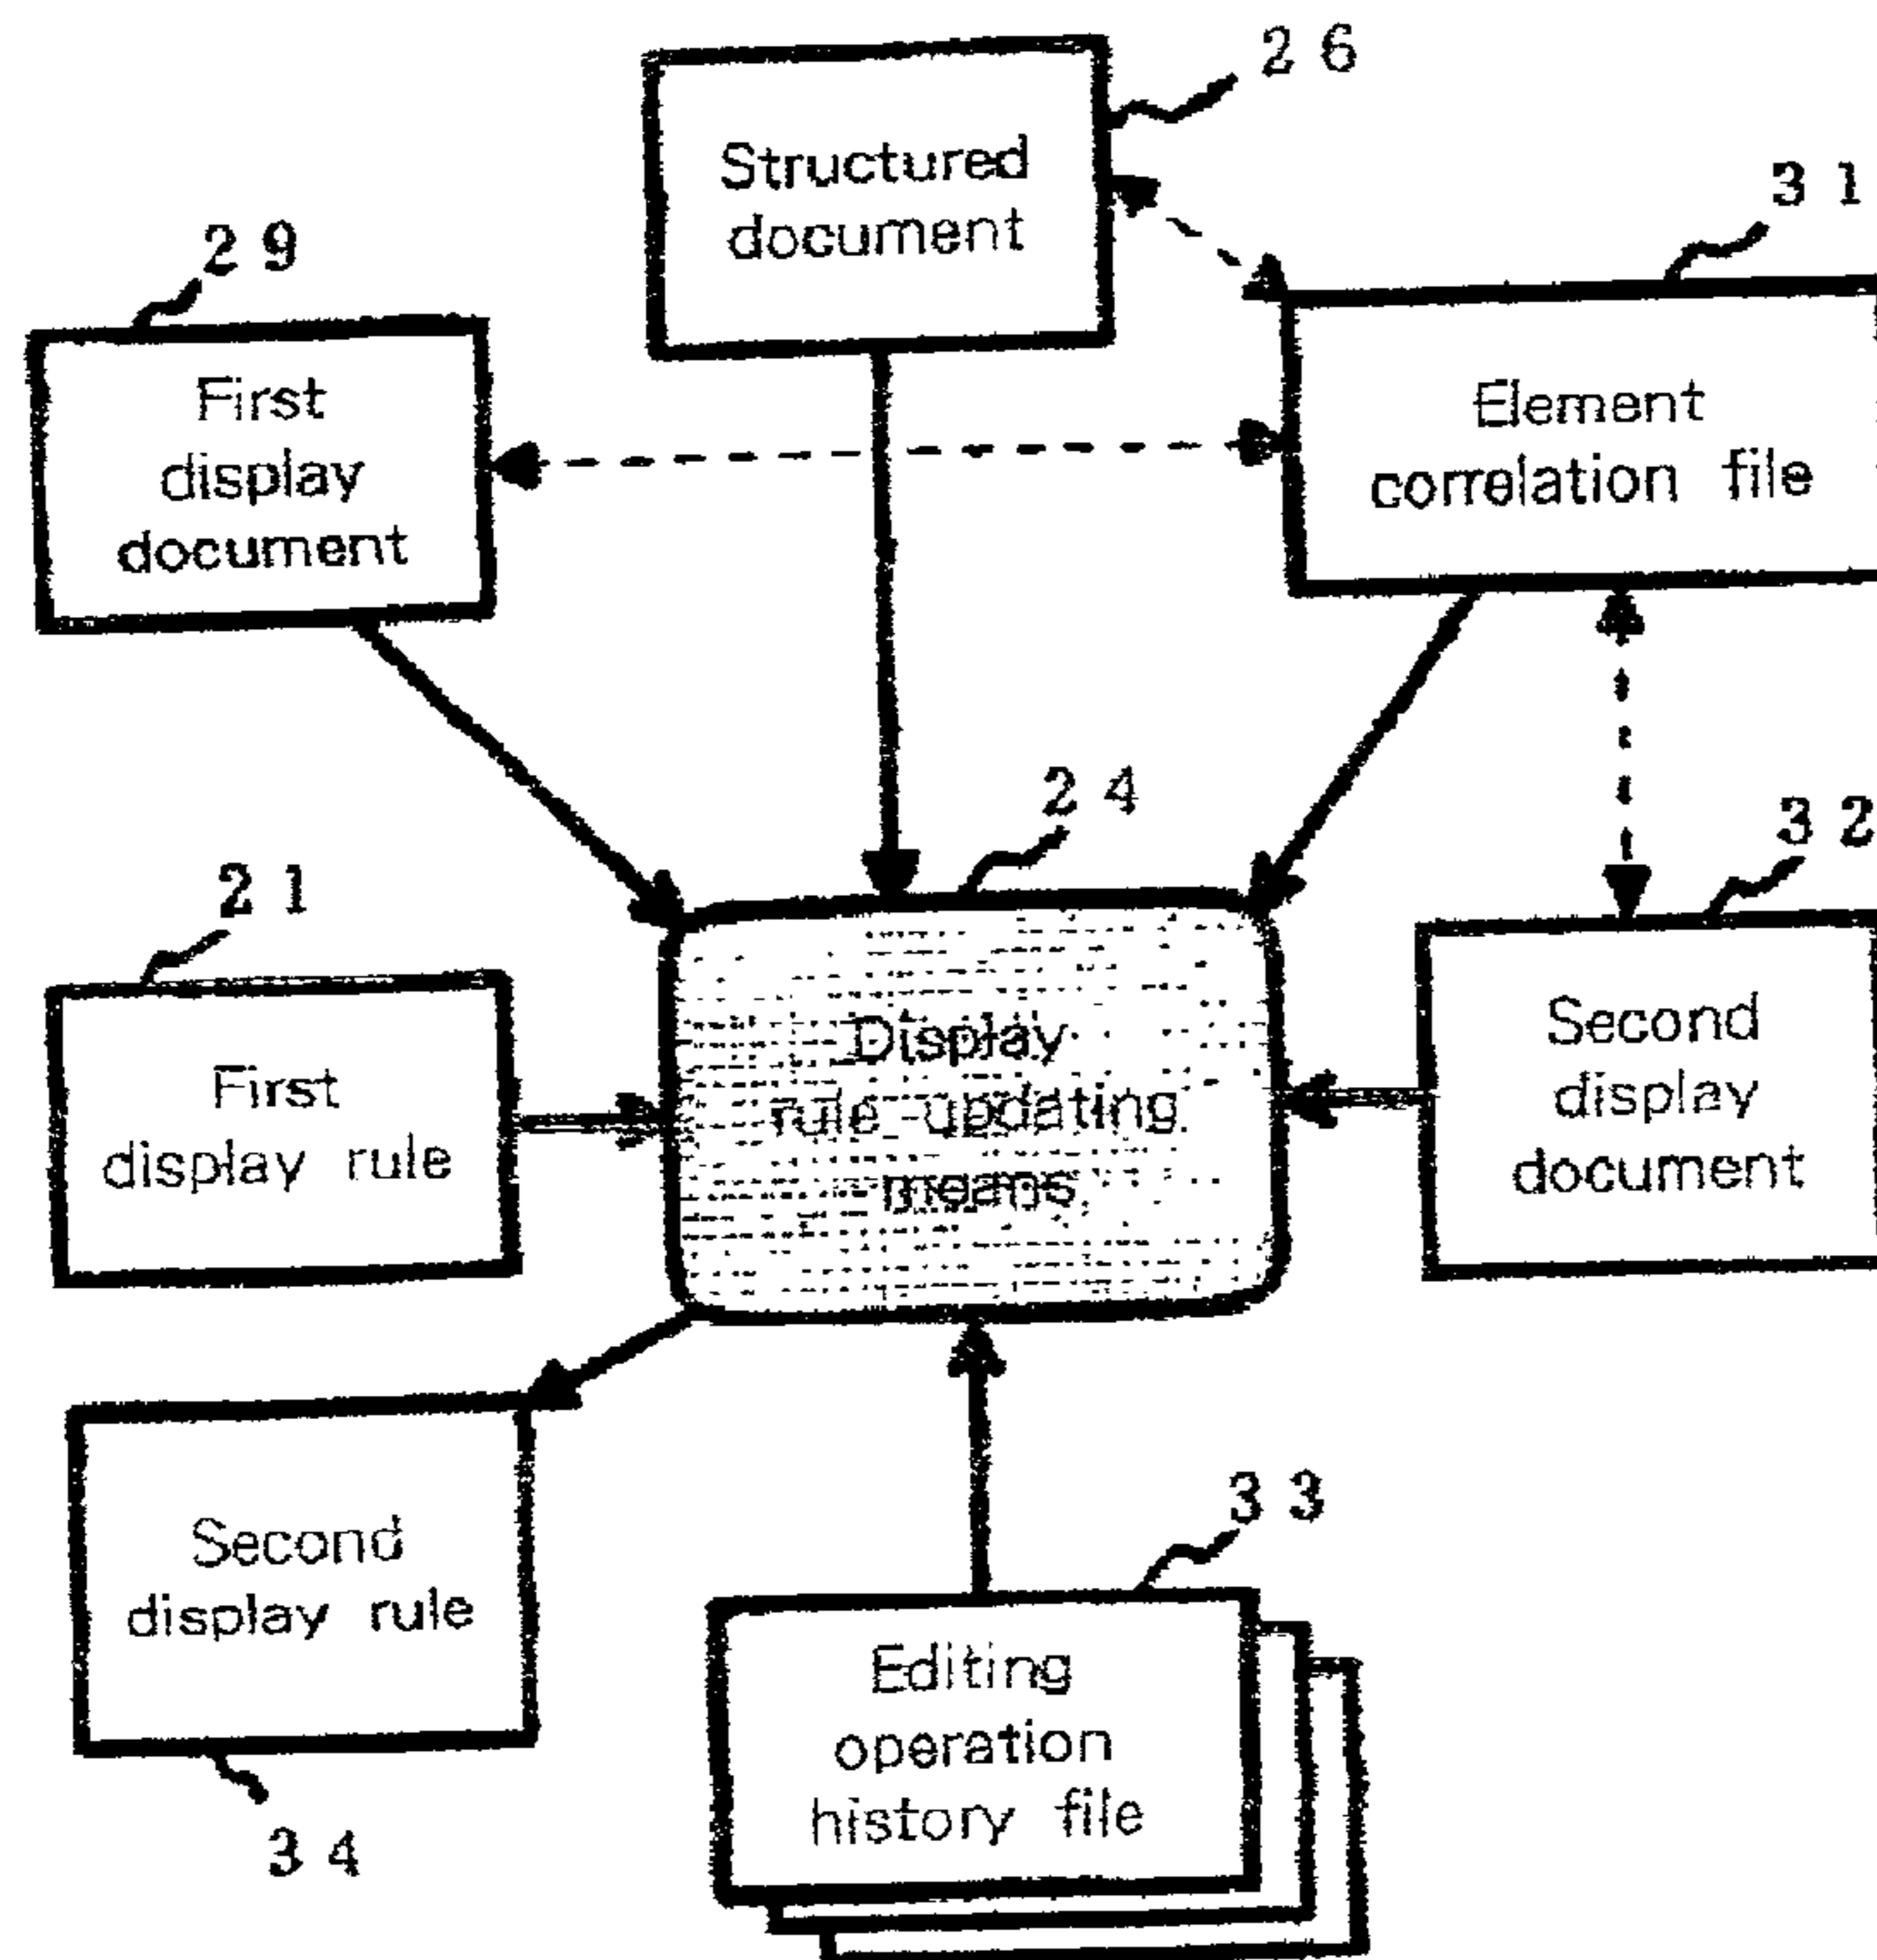 26
Structured
document
31
29
First
display
document
Element
correlation file
24
32
21
First
display rule
Display
rule-updating
means
Second
display
document
Second
display rule
33
Editing
operation
history file
34